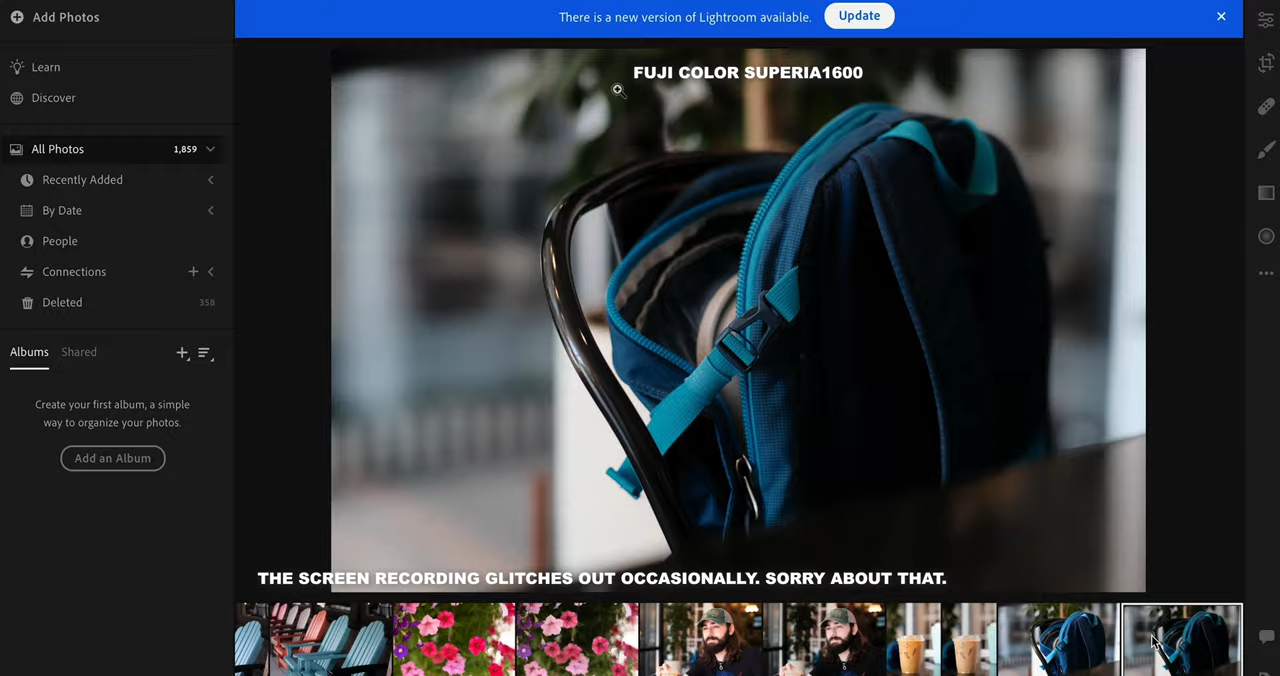 Add Photos
There is a new version of Lightroom available.
Update
Learn
Discover
All Photos
1,859
Recently Added
By Date
People
Connections
Deleted
358
Albums
Shared
Create your first album, a simple
way to organize your photos.
Add an Album
FUJI COLOR SUPERIA1600
THE SCREEN RECORDING GLITCHES OUT OCCASIONALLY. SORRY ABOUT THAT.